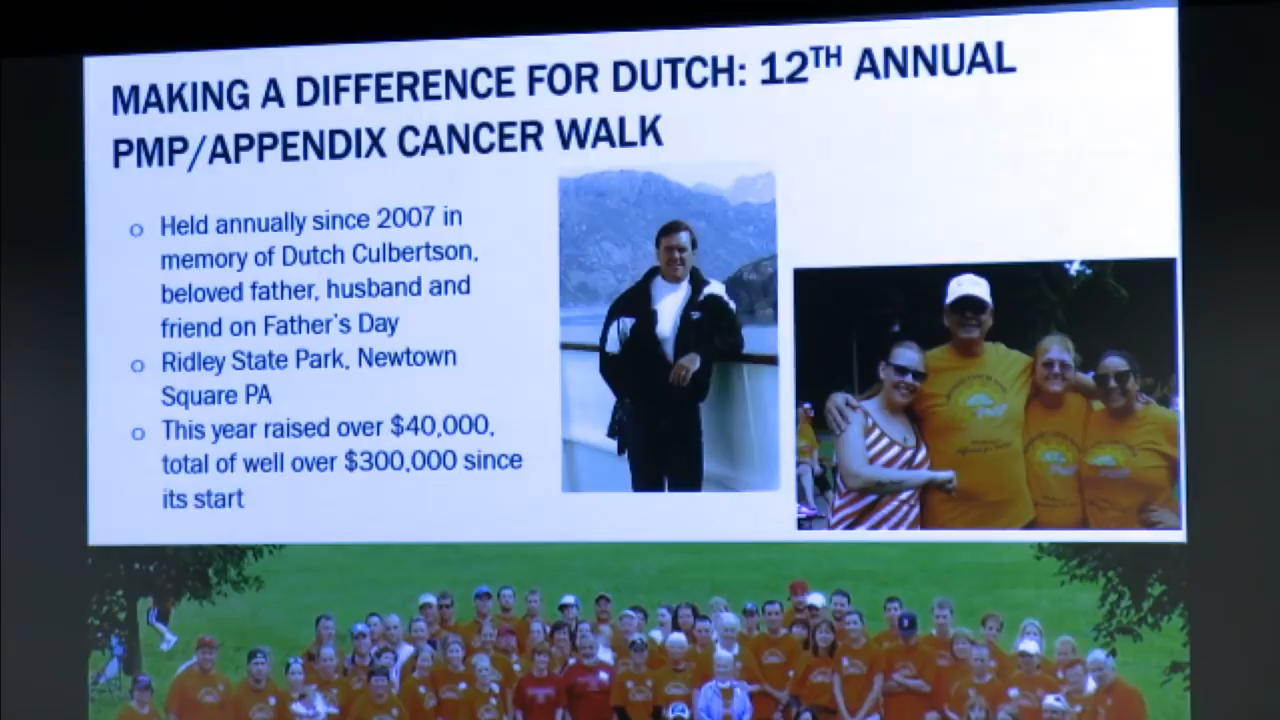 MAKING A DIFFERENCE FOR DUTCH: 12TH ANNUAL
PMP/APPENDIX CANCER WALK
o Held annually since 2007 in
memory of Dutch Culbertson,
beloved father, husband and
friend on Father's Day
o Ridley State Park, Newtown
Square PA
o This year raised over $40,000,
total of well over $300,000 since
its start